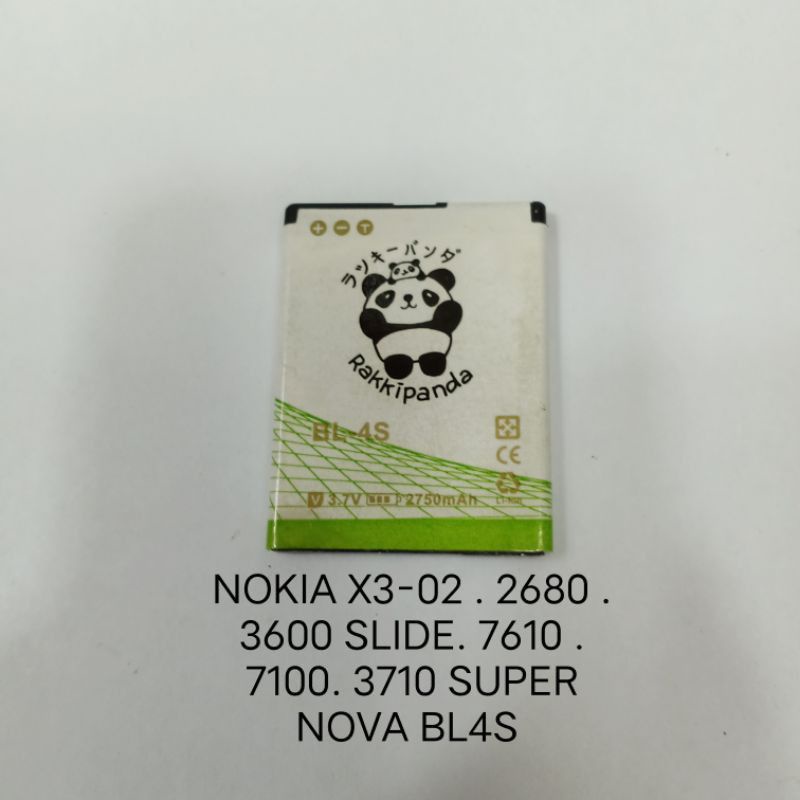 + − T
ラッキーパンダ
Rakkipanda
BL-4S
CE
V 3.7V 2750mAh
NOKIA X3-02 . 2680 .
3600 SLIDE. 7610 .
7100. 3710 SUPER
NOVA BL4S